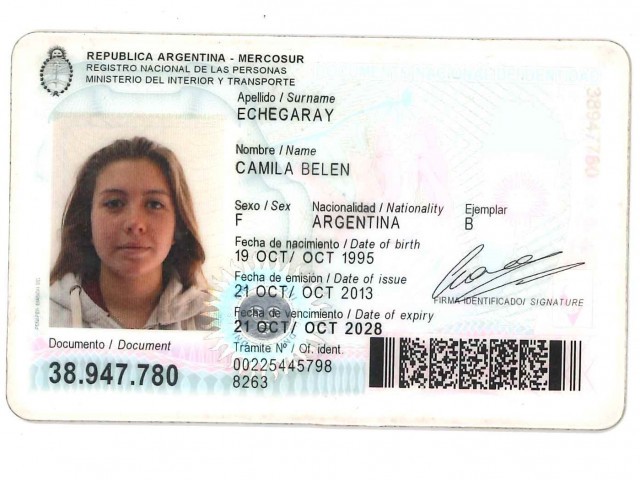 REPUBLICA ARGENTINA - MERCOSUR
REGISTRO NACIONAL DE LAS PERSONAS
MINISTERIO DEL INTERIOR Y TRANSPORTE
Apellido / Surname
ECHEGARAY
Nombre / Name
CAMILA BELEN
Sexo / Sex Nacionalidad / Nationality Ejemplar
F ARGENTINA B
Fecha de nacimiento / Date of birth
19 OCT/ OCT 1995
Fecha de emisión / Date of issue
21 OCT/ OCT 2013
FIRMA IDENTIFICADO/ SIGNATURE
Fecha de vencimiento / Date of expiry
21 OCT/ OCT 2028
Documento / Document
38.947.780
Trámite Nº / Of. ident.
00225445798
8263
38947780